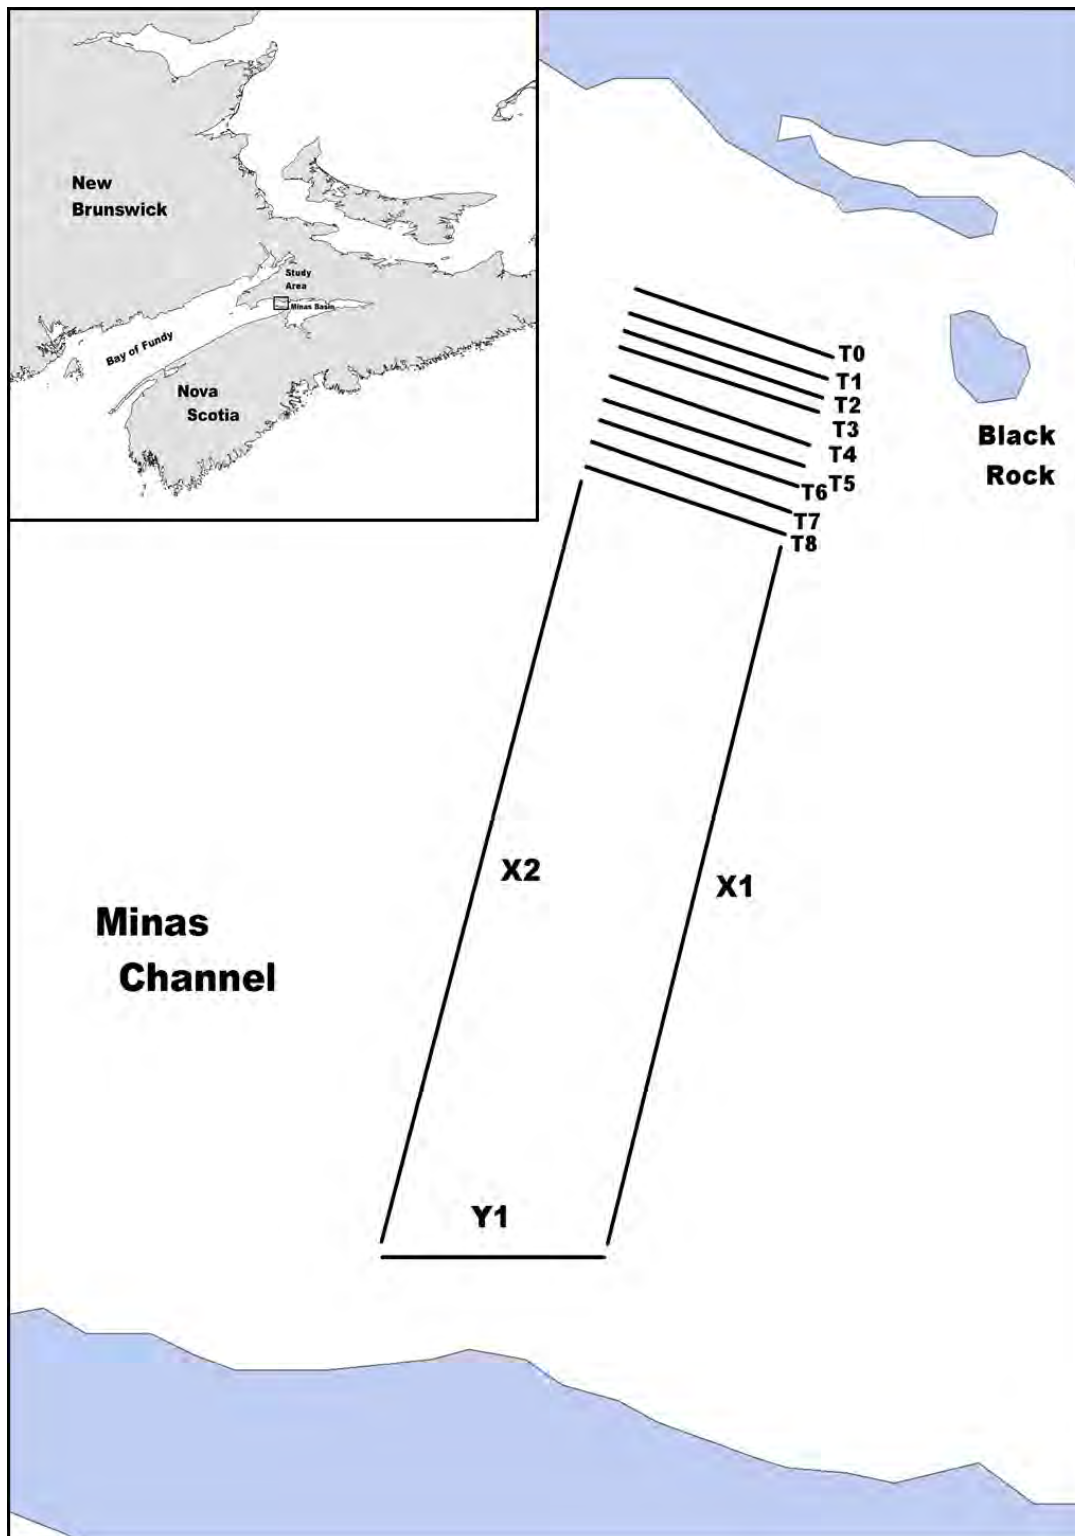 New
Brunswick
Study
Area
Minas Basin
Bay of Fundy
Nova
Scotia
T0
T1
T2
T3
T4
T5
T6
T7
T8
Black
Rock
X2
X1
Minas
Channel
Y1